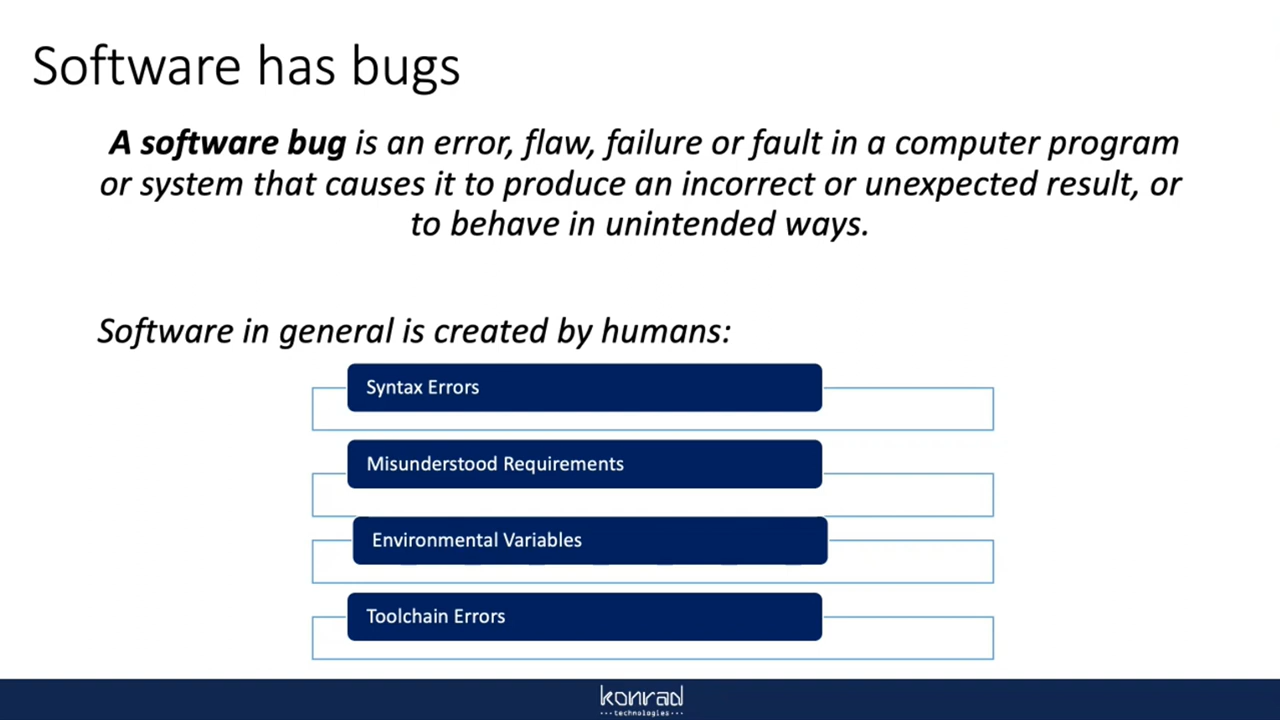 Software has bugs
A software bug is an error, flaw, failure or fault in a computer program
or system that causes it to produce an incorrect or unexpected result, or
to behave in unintended ways.
Software in general is created by humans:
Syntax Errors
Misunderstood Requirements
Environmental Variables
Toolchain Errors
konrad
technologies